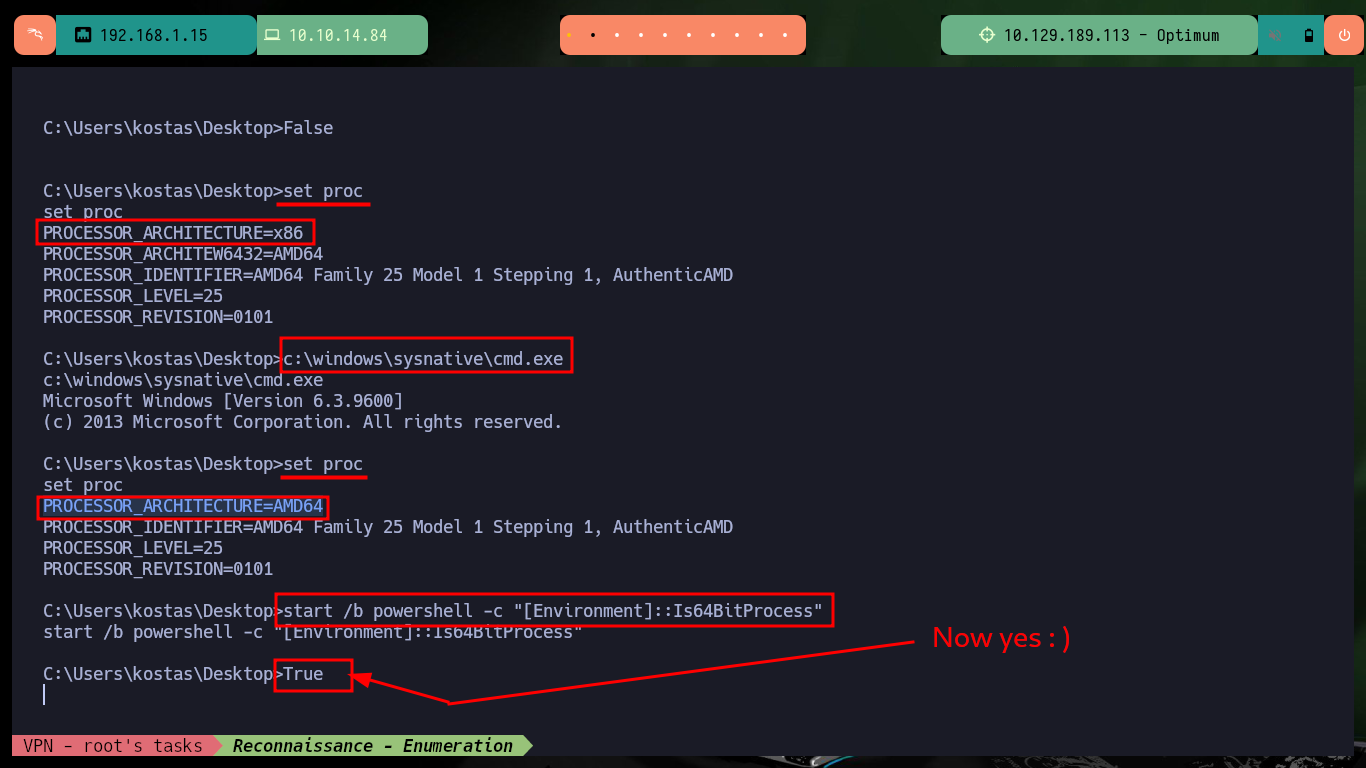 192.168.1.15
10.10.14.84
10.129.189.113 - Optimum
C:\Users\kostas\Desktop>False
C:\Users\kostas\Desktop>set proc
set proc
PROCESSOR_ARCHITECTURE=x86
PROCESSOR_ARCHITEW6432=AMD64
PROCESSOR_IDENTIFIER=AMD64 Family 25 Model 1 Stepping 1, AuthenticAMD
PROCESSOR_LEVEL=25
PROCESSOR_REVISION=0101
C:\Users\kostas\Desktop>c:\windows\sysnative\cmd.exe
c:\windows\sysnative\cmd.exe
Microsoft Windows [Version 6.3.9600]
(c) 2013 Microsoft Corporation. All rights reserved.
C:\Users\kostas\Desktop>set proc
set proc
PROCESSOR_ARCHITECTURE=AMD64
PROCESSOR_IDENTIFIER=AMD64 Family 25 Model 1 Stepping 1, AuthenticAMD
PROCESSOR_LEVEL=25
PROCESSOR_REVISION=0101
C:\Users\kostas\Desktop>start /b powershell -c "[Environment]::Is64BitProcess"
start /b powershell -c "[Environment]::Is64BitProcess"
Now yes : )
C:\Users\kostas\Desktop>True
VPN - root's tasks
Reconnaissance - Enumeration